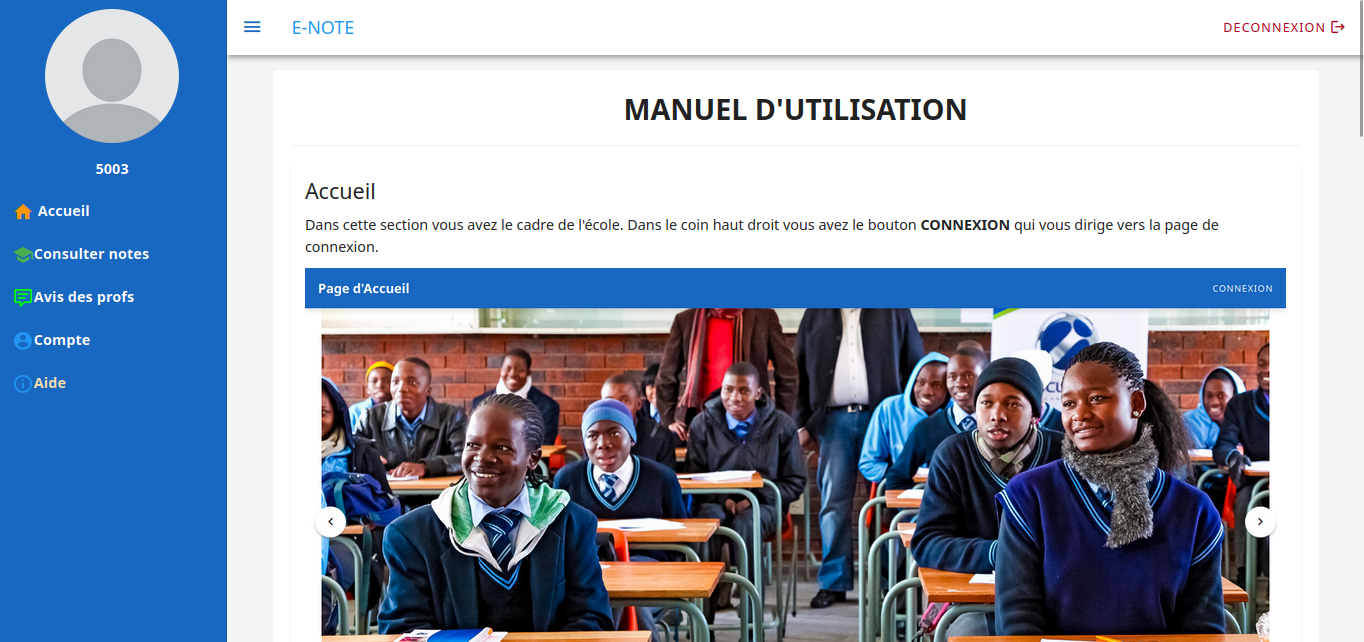 E-NOTE
DECONNEXION
5003
Accueil
Consulter notes
Avis des profs
Compte
Aide
MANUEL D'UTILISATION
Accueil
Dans cette section vous avez le cadre de l'école. Dans le coin haut droit vous avez le bouton CONNEXION qui vous dirige vers la page de
connexion.
Page d'Accueil
CONNEXION